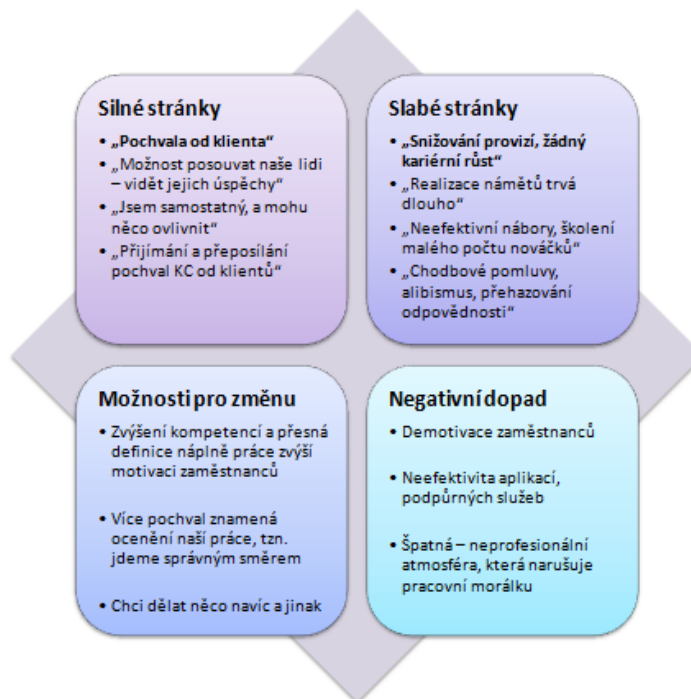 Silné stránky
• „Pochvala od klienta“
• „Možnost posouvat naše lidi
– vidět jejich úspěchy“
• „Jsem samostatný, a mohu
něco ovlivnit“
• „Přijímání a přeposílání
pochval KC od klientů“
Slabé stránky
• „Snižování provizí, žádný
kariérní růst“
• „Realizace námětů trvá
dlouho“
• „Neefektivní nábory, školení
malého počtu nováčků“
• „Chodbové pomluvy,
alibismus, přehazování
odpovědnosti“
Možnosti pro změnu
• Zvýšení kompetencí a přesná
definice náplně práce zvýší
motivaci zaměstnanců
• Více pochval znamená
ocenění naší práce, tzn.
jdeme správným směrem
• Chci dělat něco navíc a jinak
Negativní dopad
• Demotivace zaměstnanců
• Neefektivita aplikací,
podpůrných služeb
• Špatná – neprofesionální
atmosféra, která narušuje
pracovní morálku